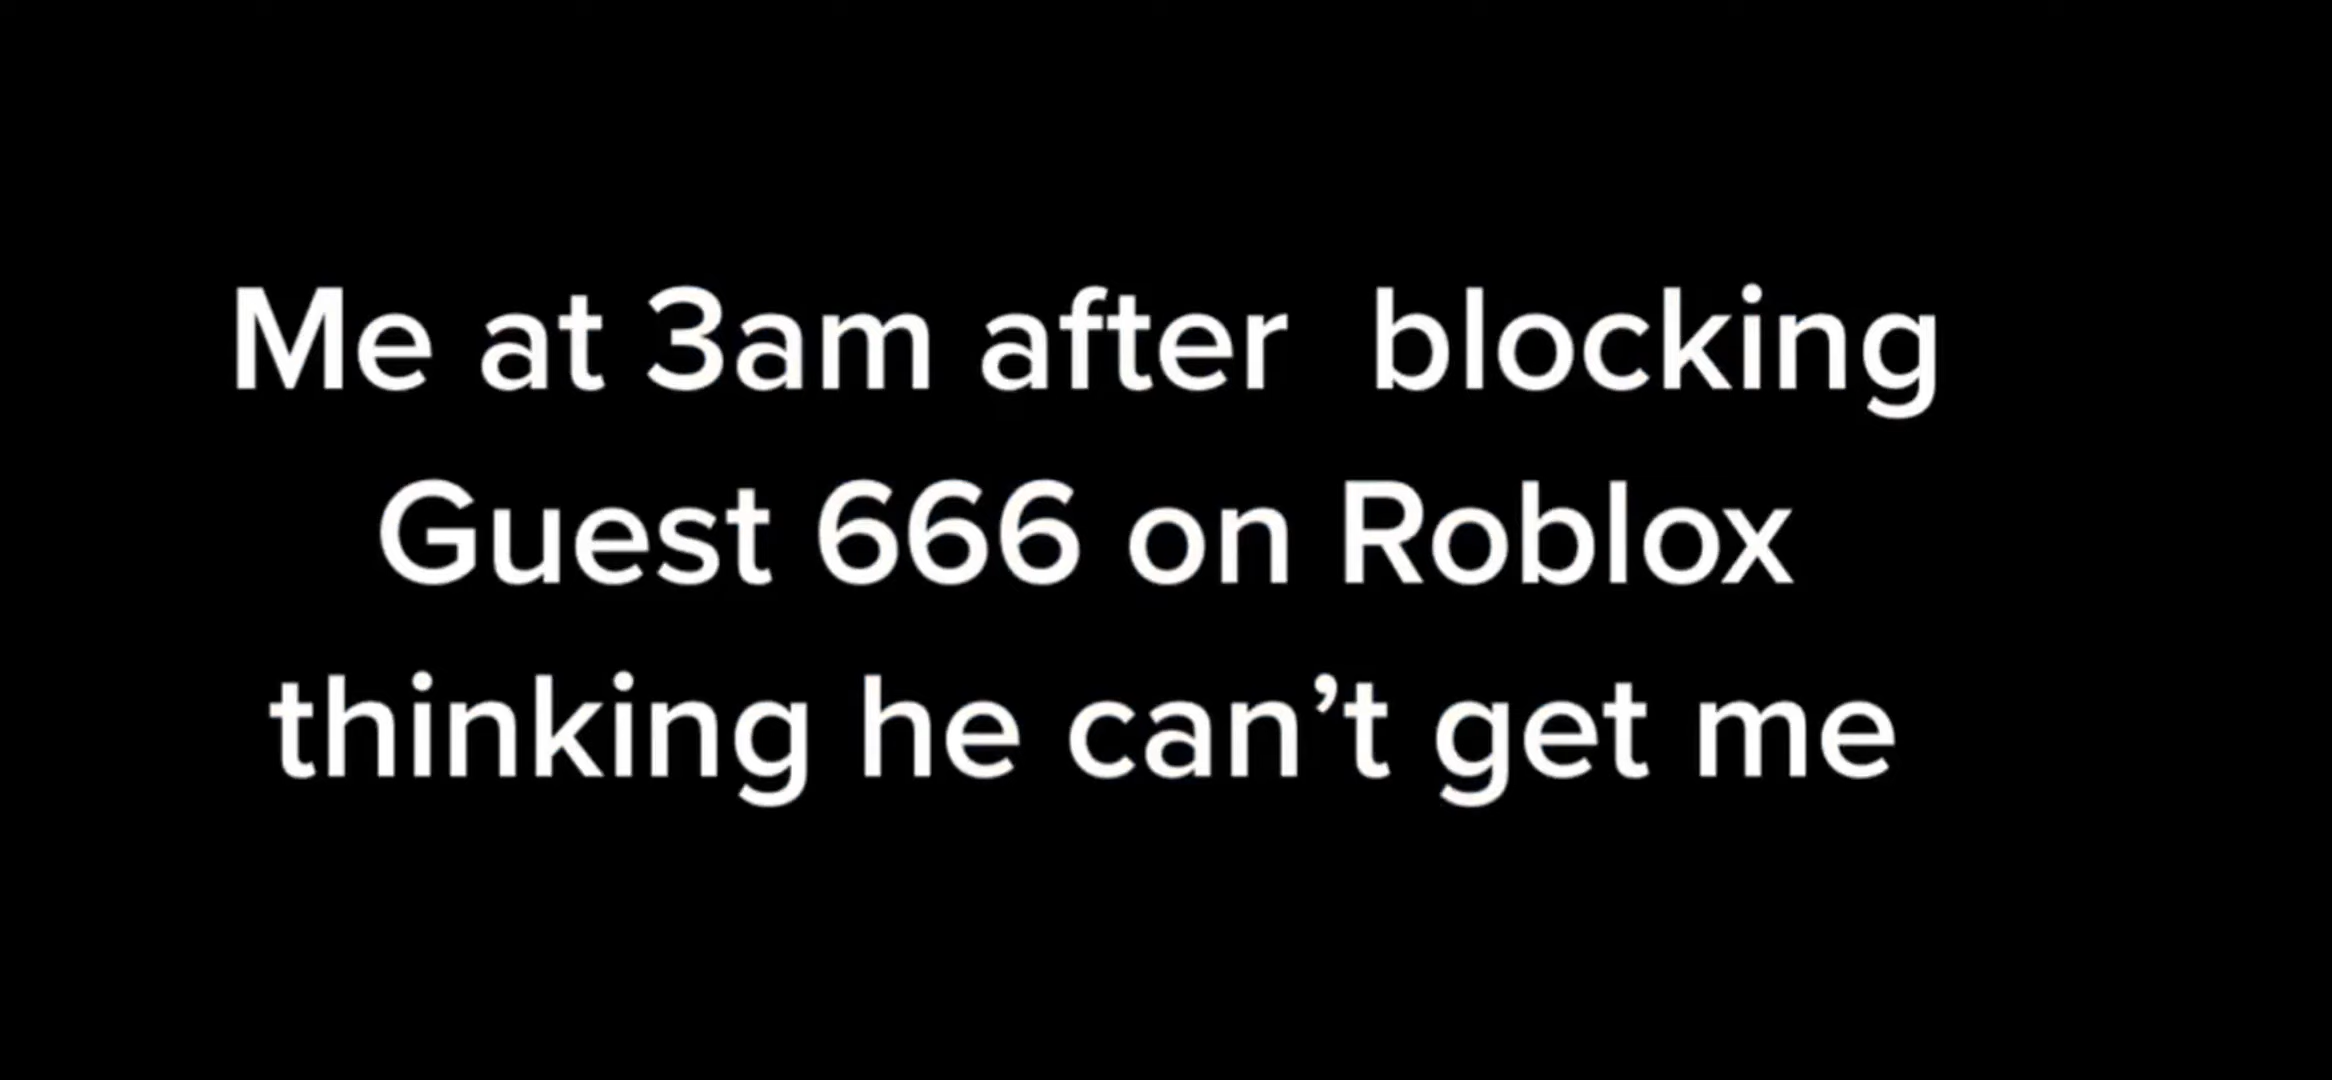 Me at 3am after  blocking
Guest 666 on Roblox
thinking he can’t get me